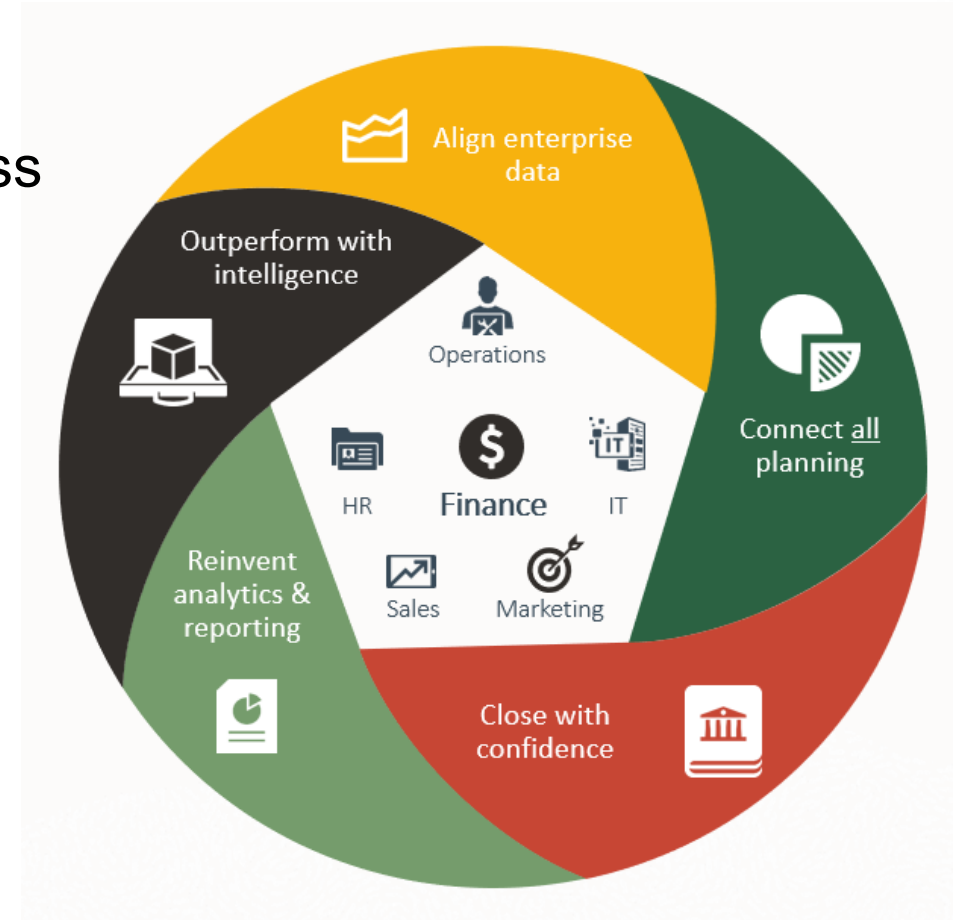 ss
Align enterprise
data
Outperform with
intelligence
Operations
Connect all
planning
IT
HR
Finance
IT
Reinvent
analytics &
reporting
Sales
Marketing
Close with
confidence